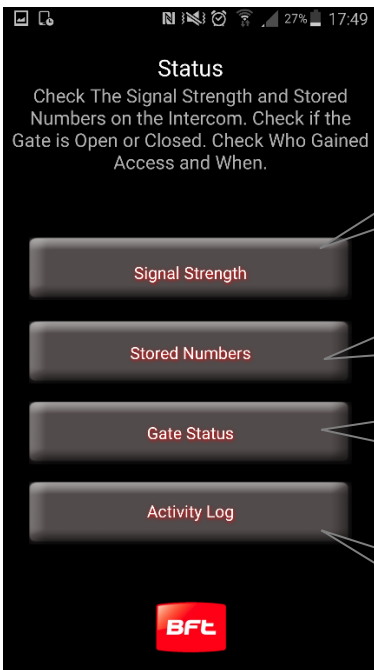 27% 17:49
Status
Check The Signal Strength and Stored
Numbers on the Intercom. Check if the
Gate is Open or Closed. Check Who Gained
Access and When.
Signal Strength
Stored Numbers
Gate Status
Activity Log
BFt